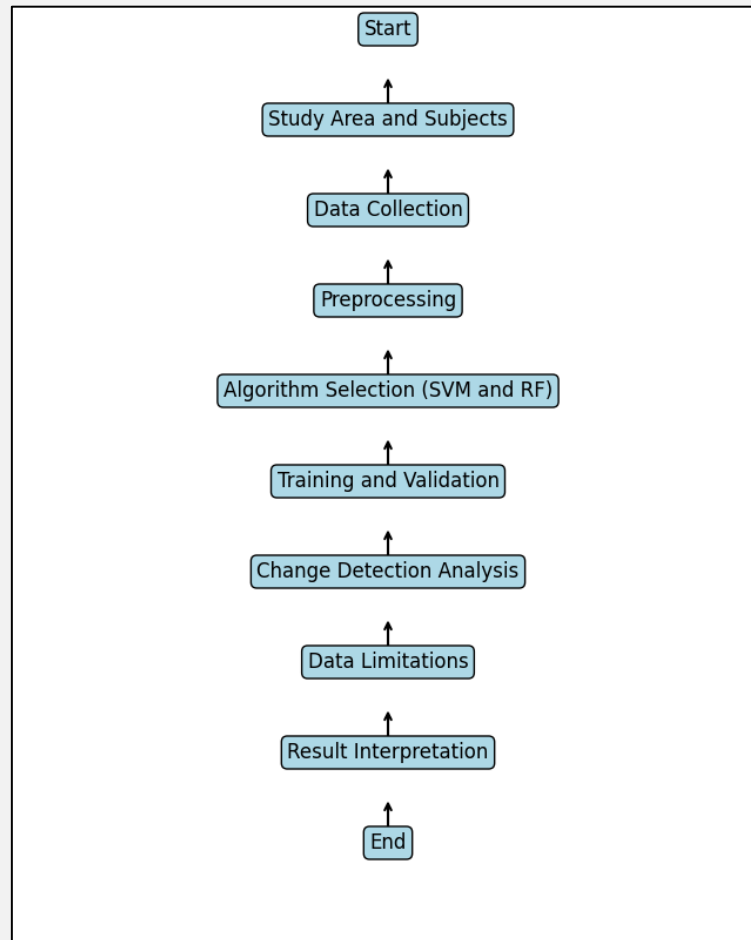 Start
Study Area and Subjects
Data Collection
Preprocessing
Algorithm Selection (SVM and RF)
Training and Validation
Change Detection Analysis
Data Limitations
Result Interpretation
End